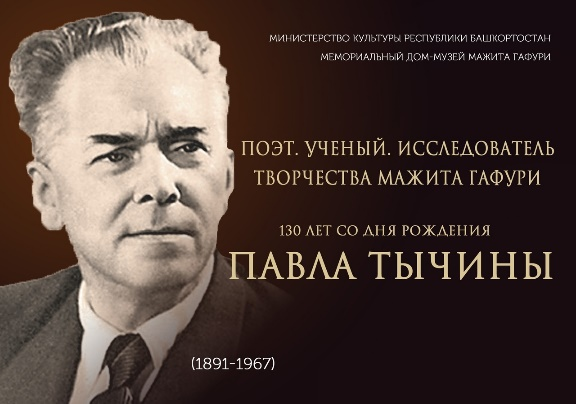 МИНИСТЕРСТВО КУЛЬТУРЫ РЕСПУБЛИКИ БАШКОРТОСТАН
МЕМОРИАЛЬНЫЙ ДОМ-МУЗЕЙ МАЖИТА ГАФУРИ
ПОЭТ. УЧЕНЫЙ. ИССЛЕДОВАТЕЛЬ
ТВОРЧЕСТВА МАЖИТА ГАФУРИ
130 ЛЕТ СО ДНЯ РОЖДЕНИЯ
ПАВЛА ТЫЧИНЫ
(1891-1967)